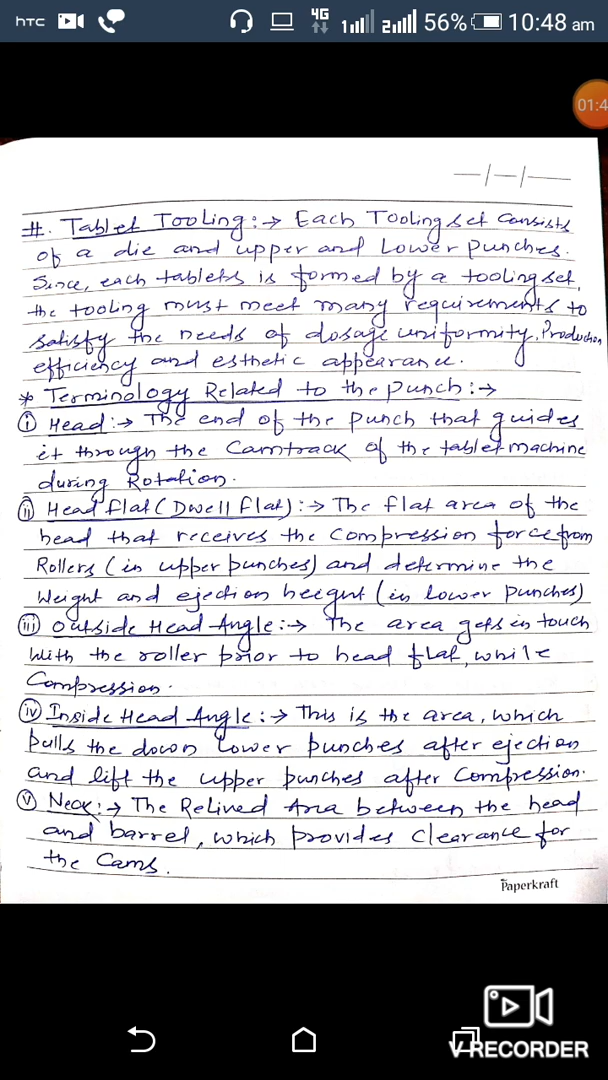 hTC 4G 56% 10:48 am
01:4
-/-/-
#. Tablet Tooling:→ Each Tooling set consists
of a die and upper and Lower punches.
Since, each tablets is formed by a tooling set,
the tooling must meet many requirements to
satisfy the needs of dosage uniformity, Production
efficiency and esthetic appearance.
* Terminology Related to the punch:→
(i) Head:→ The end of the punch that guides
it through the Camtrack of the tablet machine
during Rotation.
(ii) Head flat (Dwell flat):→ The flat area of the
head that receives the Compression force from
Rollers (in upper punches) and determine the
Weight and ejection height (in lower punches)
(iii) Outside Head Angle:→ The area gets in touch
With the roller prior to head flat, while
Compression.
(iv) Inside Head Angle:→ This is the area, which
pulls the down lower punches after ejection
and lift the upper punches after Compression.
(v) Neck:→ The Relived Area between the head
and barrel, which provides Clearance for
the Cams.
Paperkraft
V-RECORDER